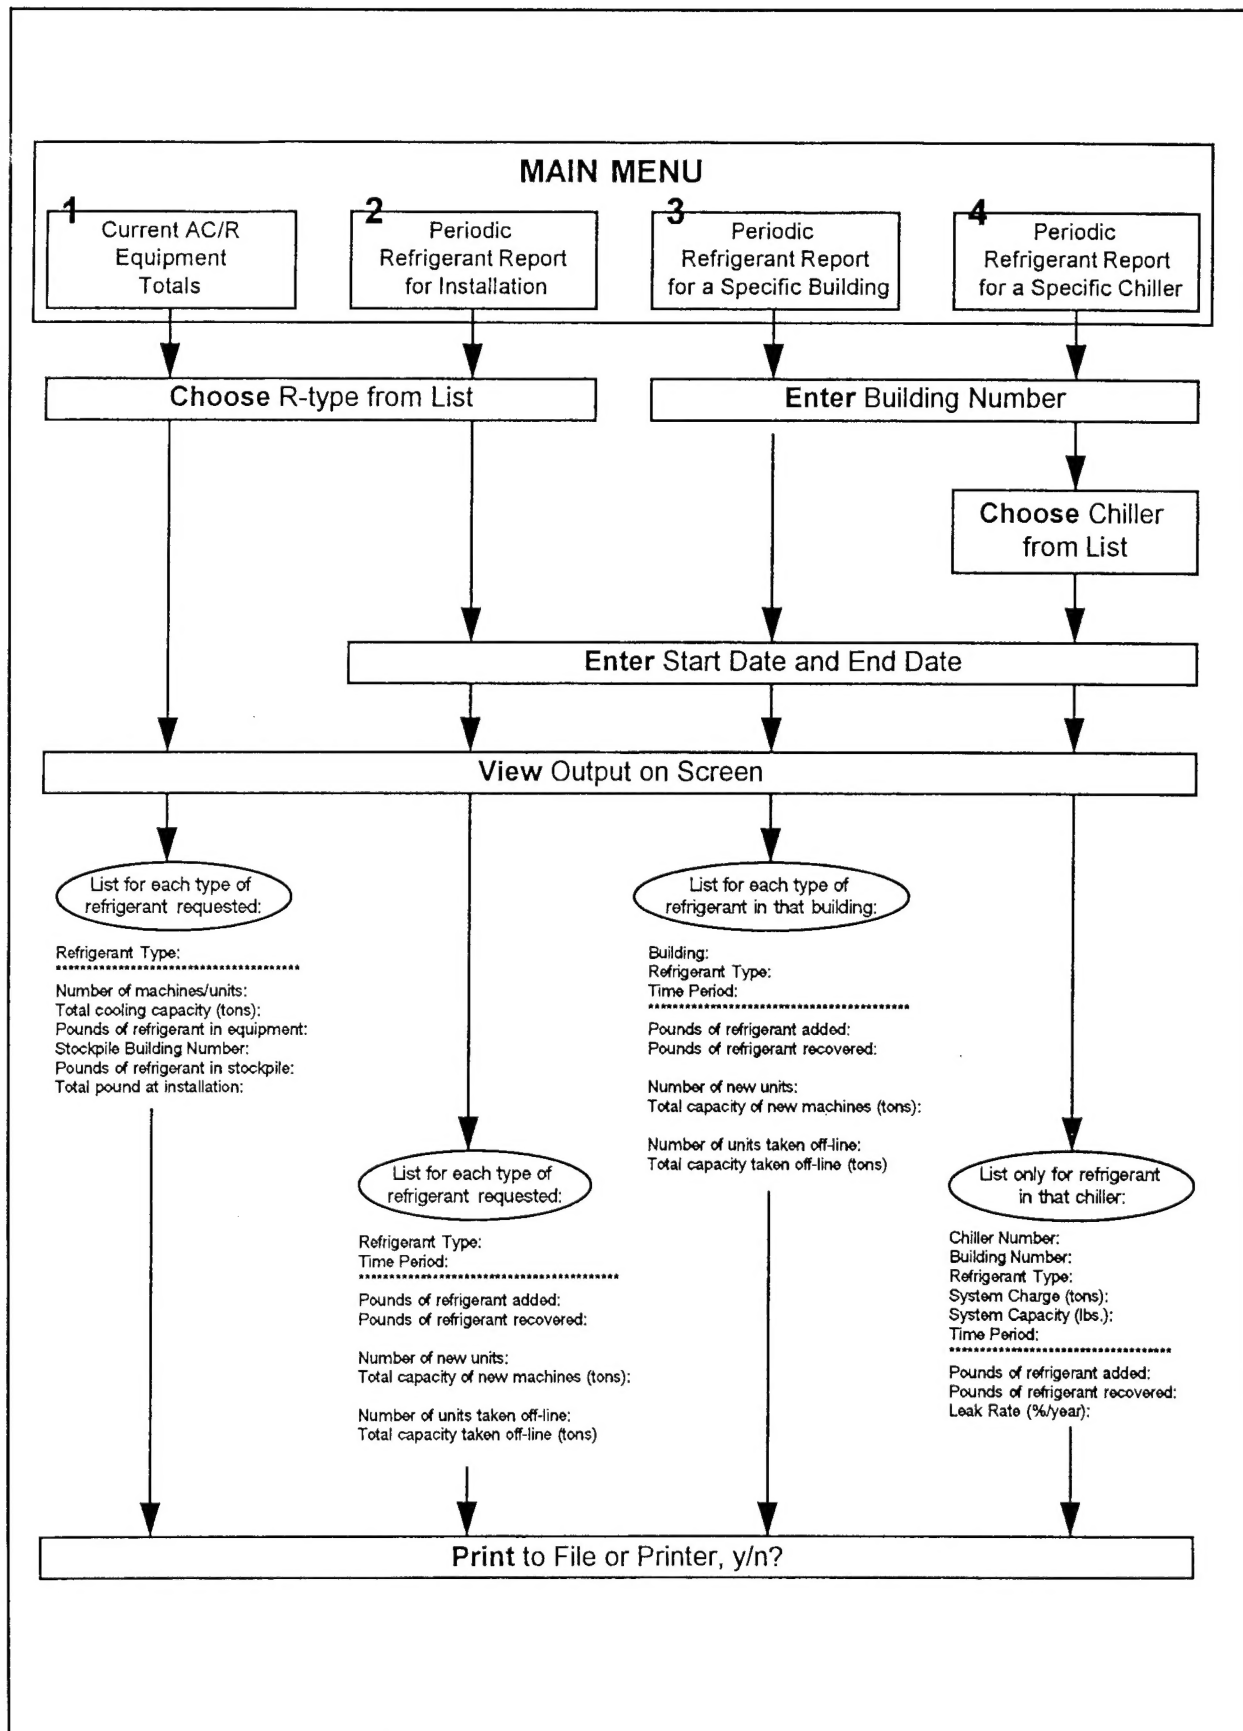 MAIN MENU
1
Current AC/R
Equipment
Totals
2
Periodic
Refrigerant Report
for Installation
3
Periodic
Refrigerant Report
for a Specific Building
4
Periodic
Refrigerant Report
for a Specific Chiller
Choose R-type from List
Enter Building Number
Choose Chiller
from List
Enter Start Date and End Date
View Output on Screen
List for each type of
refrigerant requested:
Refrigerant Type:
****************************************
Number of machines/units:
Total cooling capacity (tons):
Pounds of refrigerant in equipment:
Stockpile Building Number:
Pounds of refrigerant in stockpile:
Total pound at installation:
List for each type of
refrigerant requested:
Refrigerant Type:
Time Period:
*******************************************
Pounds of refrigerant added:
Pounds of refrigerant recovered:
Number of new units:
Total capacity of new machines (tons):
Number of units taken off-line:
Total capacity taken off-line (tons)
List for each type of
refrigerant in that building:
Building:
Refrigerant Type:
Time Period:
*******************************************
Pounds of refrigerant added:
Pounds of refrigerant recovered:
Number of new units:
Total capacity of new machines (tons):
Number of units taken off-line:
Total capacity taken off-line (tons)
List only for refrigerant
in that chiller:
Chiller Number:
Building Number:
Refrigerant Type:
System Charge (tons):
System Capacity (lbs.):
Time Period:
************************************
Pounds of refrigerant added:
Pounds of refrigerant recovered:
Leak Rate (%/year):
Print to File or Printer, y/n?